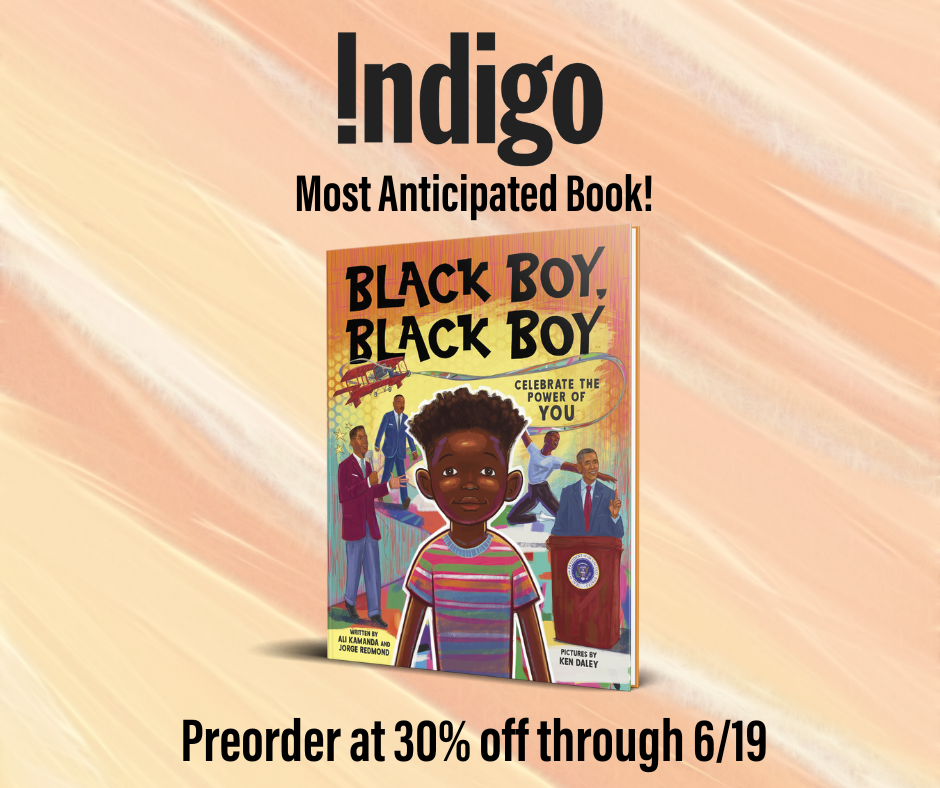 !ndigo
Most Anticipated Book!
BLACK BOY,
BLACK BOY
CELEBRATE THE
POWER OF
YOU
WRITTEN BY
ALI KAMANDA AND
JORGE REDMOND
PICTURES BY
KEN DALEY
Preorder at 30% off through 6/19